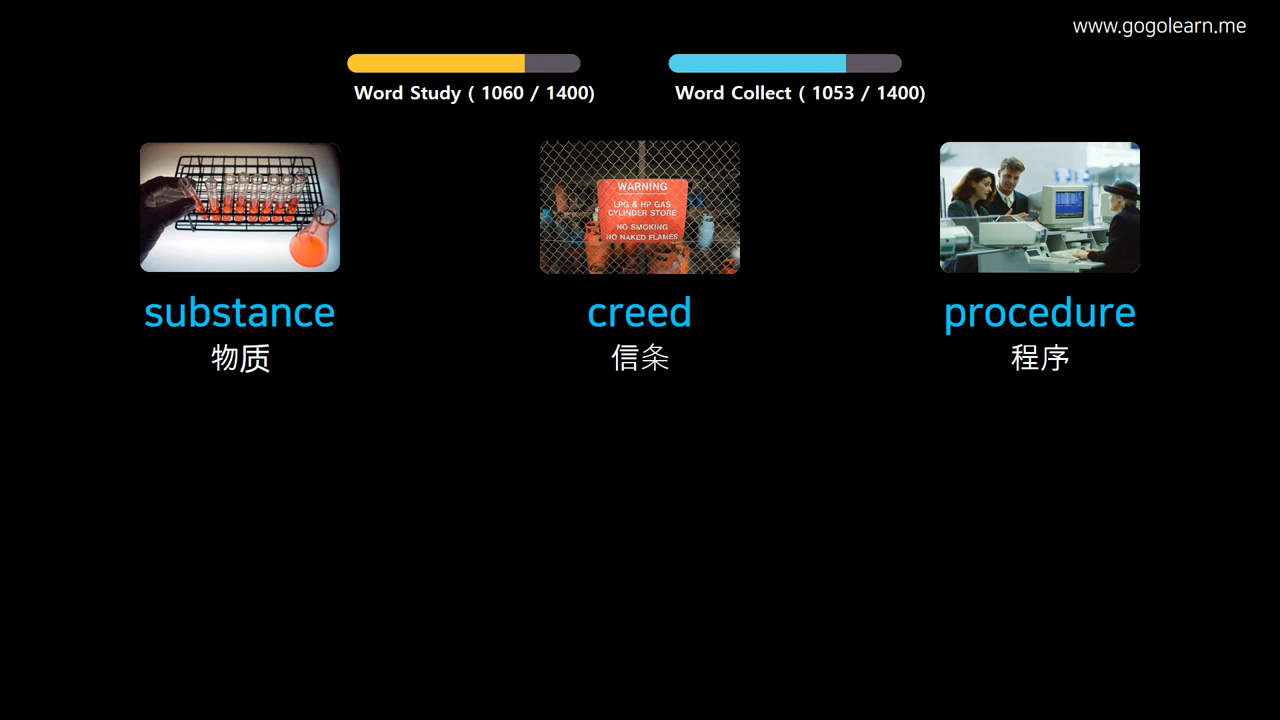 www.gogolearn.me
Word Study ( 1060 / 1400)
Word Collect ( 1053 / 1400)
WARNING
LPG & HP GAS
CYLINDER STORE
NO SMOKING
NO NAKED FLAMES
substance
creed
procedure
物质
信条
程序